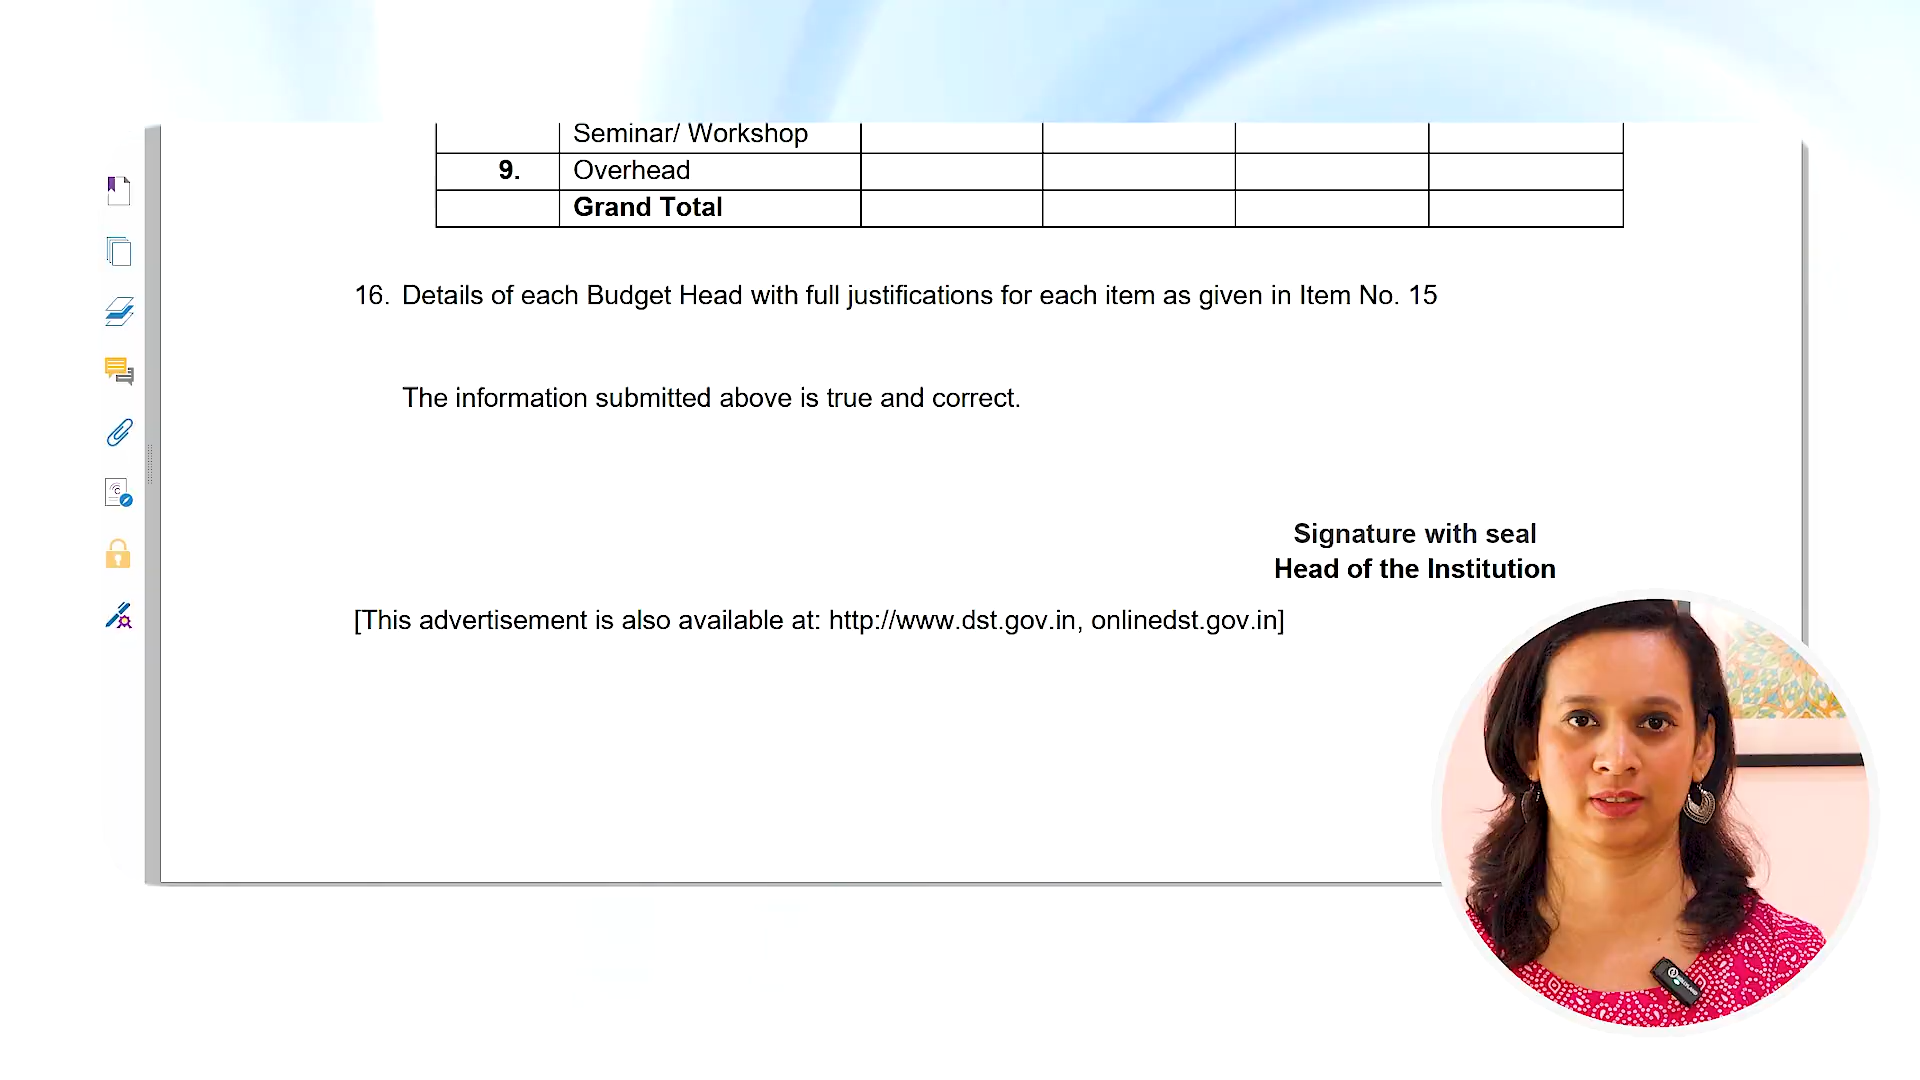 Seminar/ Workshop
9. Overhead
Grand Total
16. Details of each Budget Head with full justifications for each item as given in Item No. 15
The information submitted above is true and correct.
Signature with seal
Head of the Institution
[This advertisement is also available at: http://www.dst.gov.in, onlinedst.gov.in]